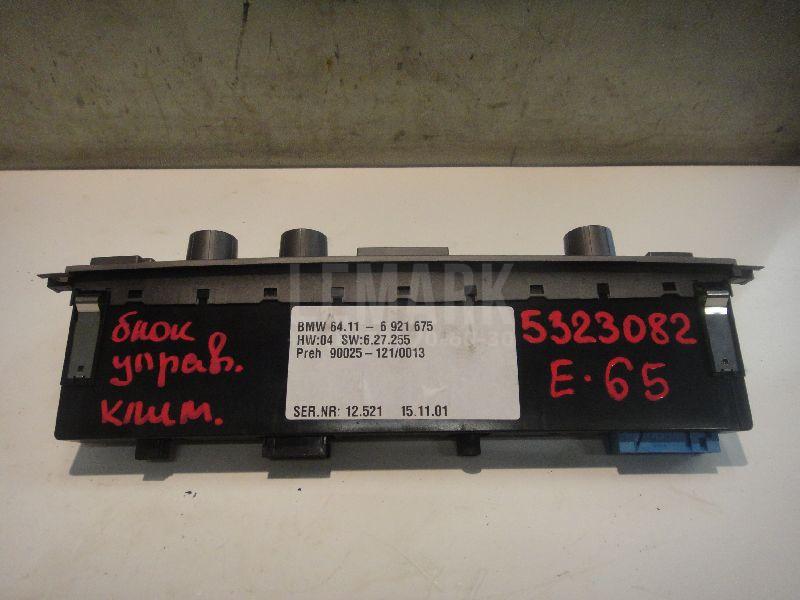 LEMARK
BMW 64.11 - 6 921 675
HW:04 SW:6.27.255
Preh 90025-121/0013
SER.NR: 12.521 15.11.01
блок
управ.
клим.
5323082
E-65